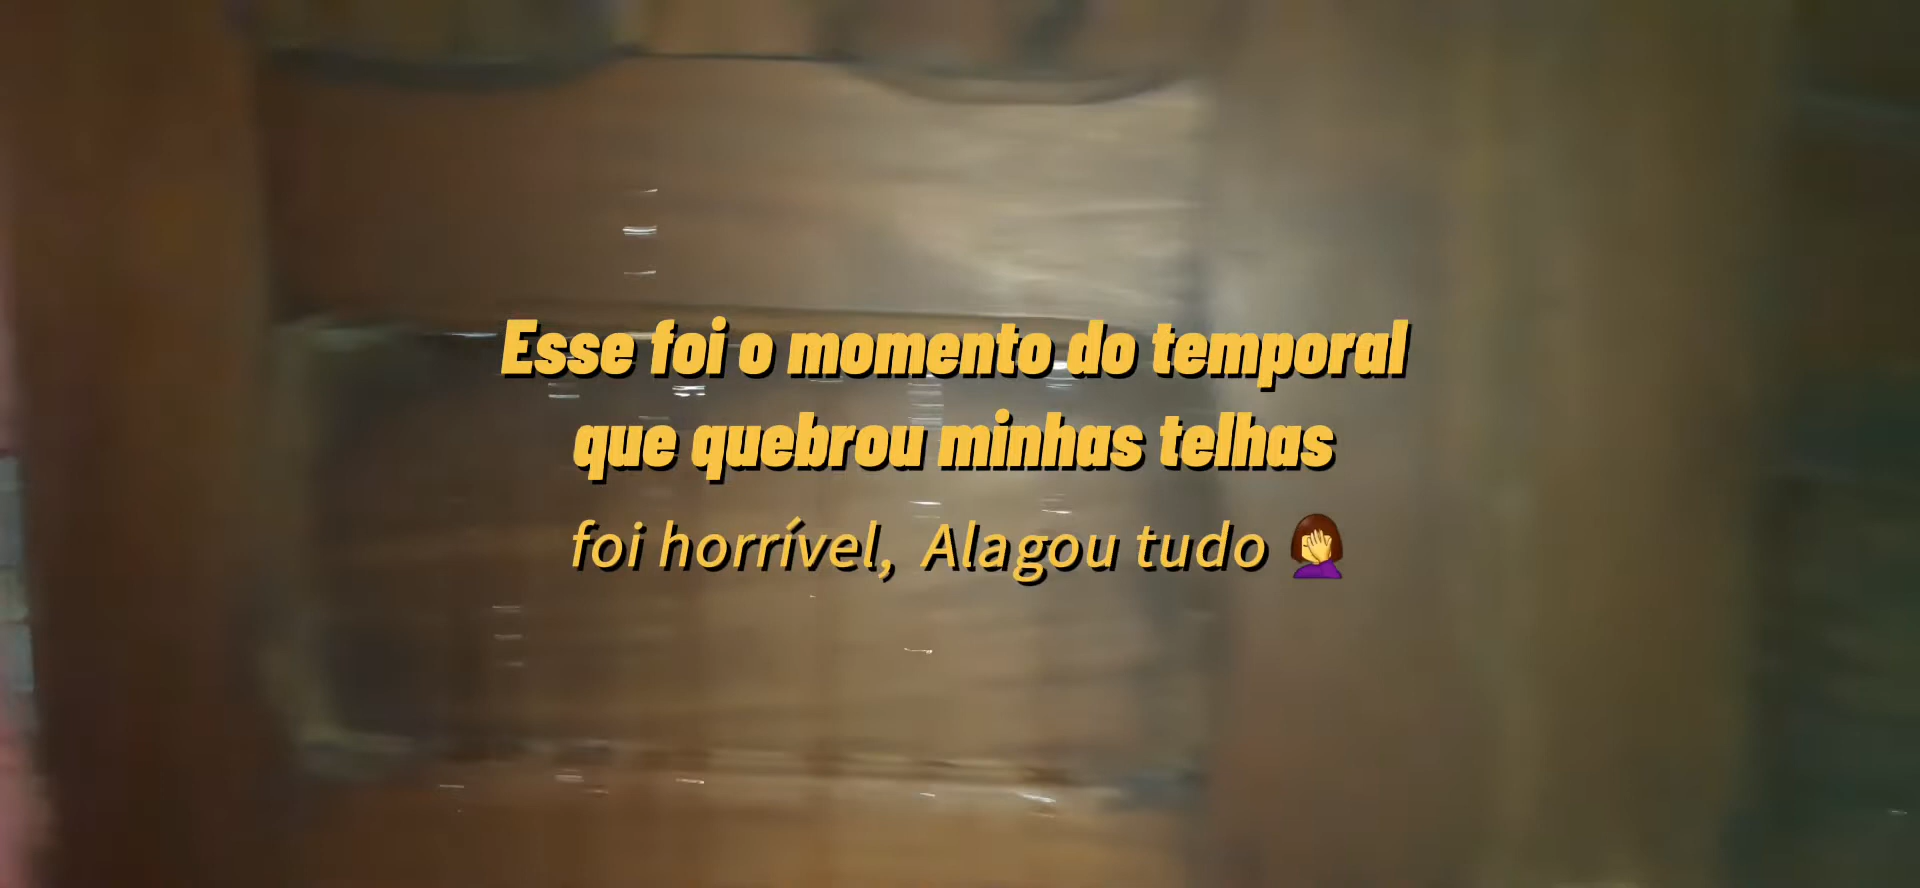 Esse foi o momento do temporal
que quebrou minhas telhas
foi horrível, Alagou tudo 🤦‍♀️